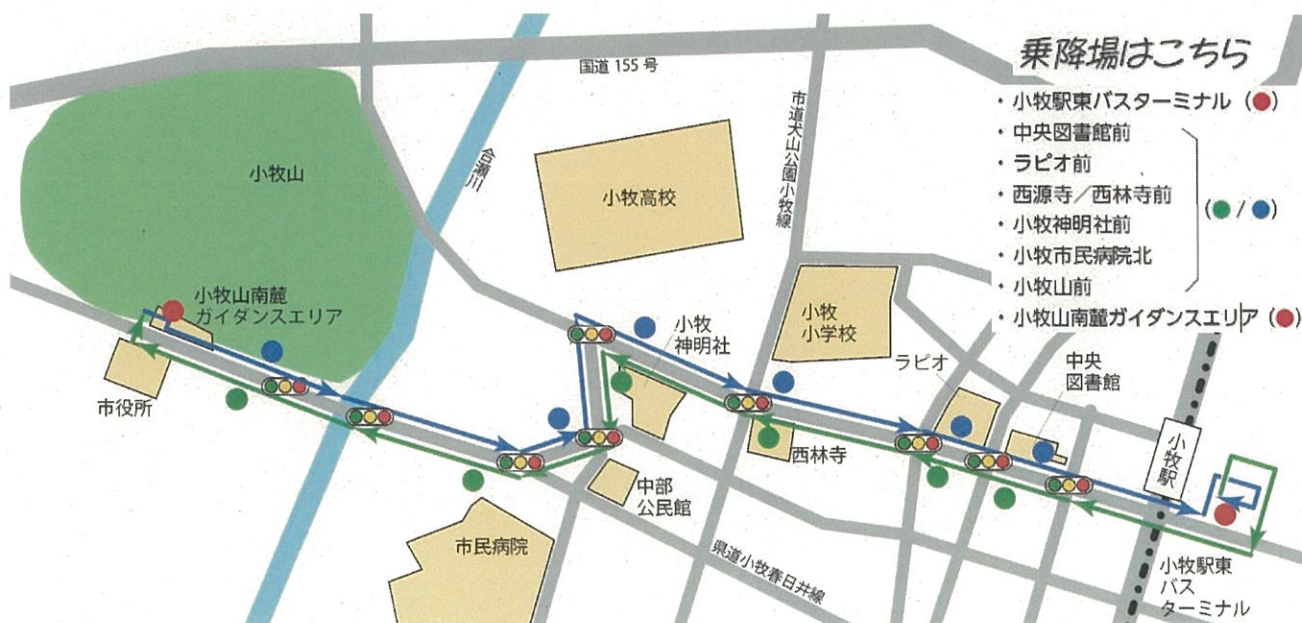 乗降場はこちら
・小牧駅東バスターミナル（●）
・中央図書館前
・ラピオ前
・西源寺／西林寺前
・小牧神明社前
・小牧市民病院北
・小牧山前
（●/●）
・小牧山南麓ガイダンスエリア（●）
国道 155 号
市道犬山公園小牧線
合瀬川
小牧山
小牧高校
小牧山南麓
ガイダンスエリア
小牧
神明社
小牧
小学校
ラピオ
中央
図書館
市役所
西林寺
小牧駅
中部
公民館
市民病院
県道小牧春日井線
小牧駅東
バス
ターミナル